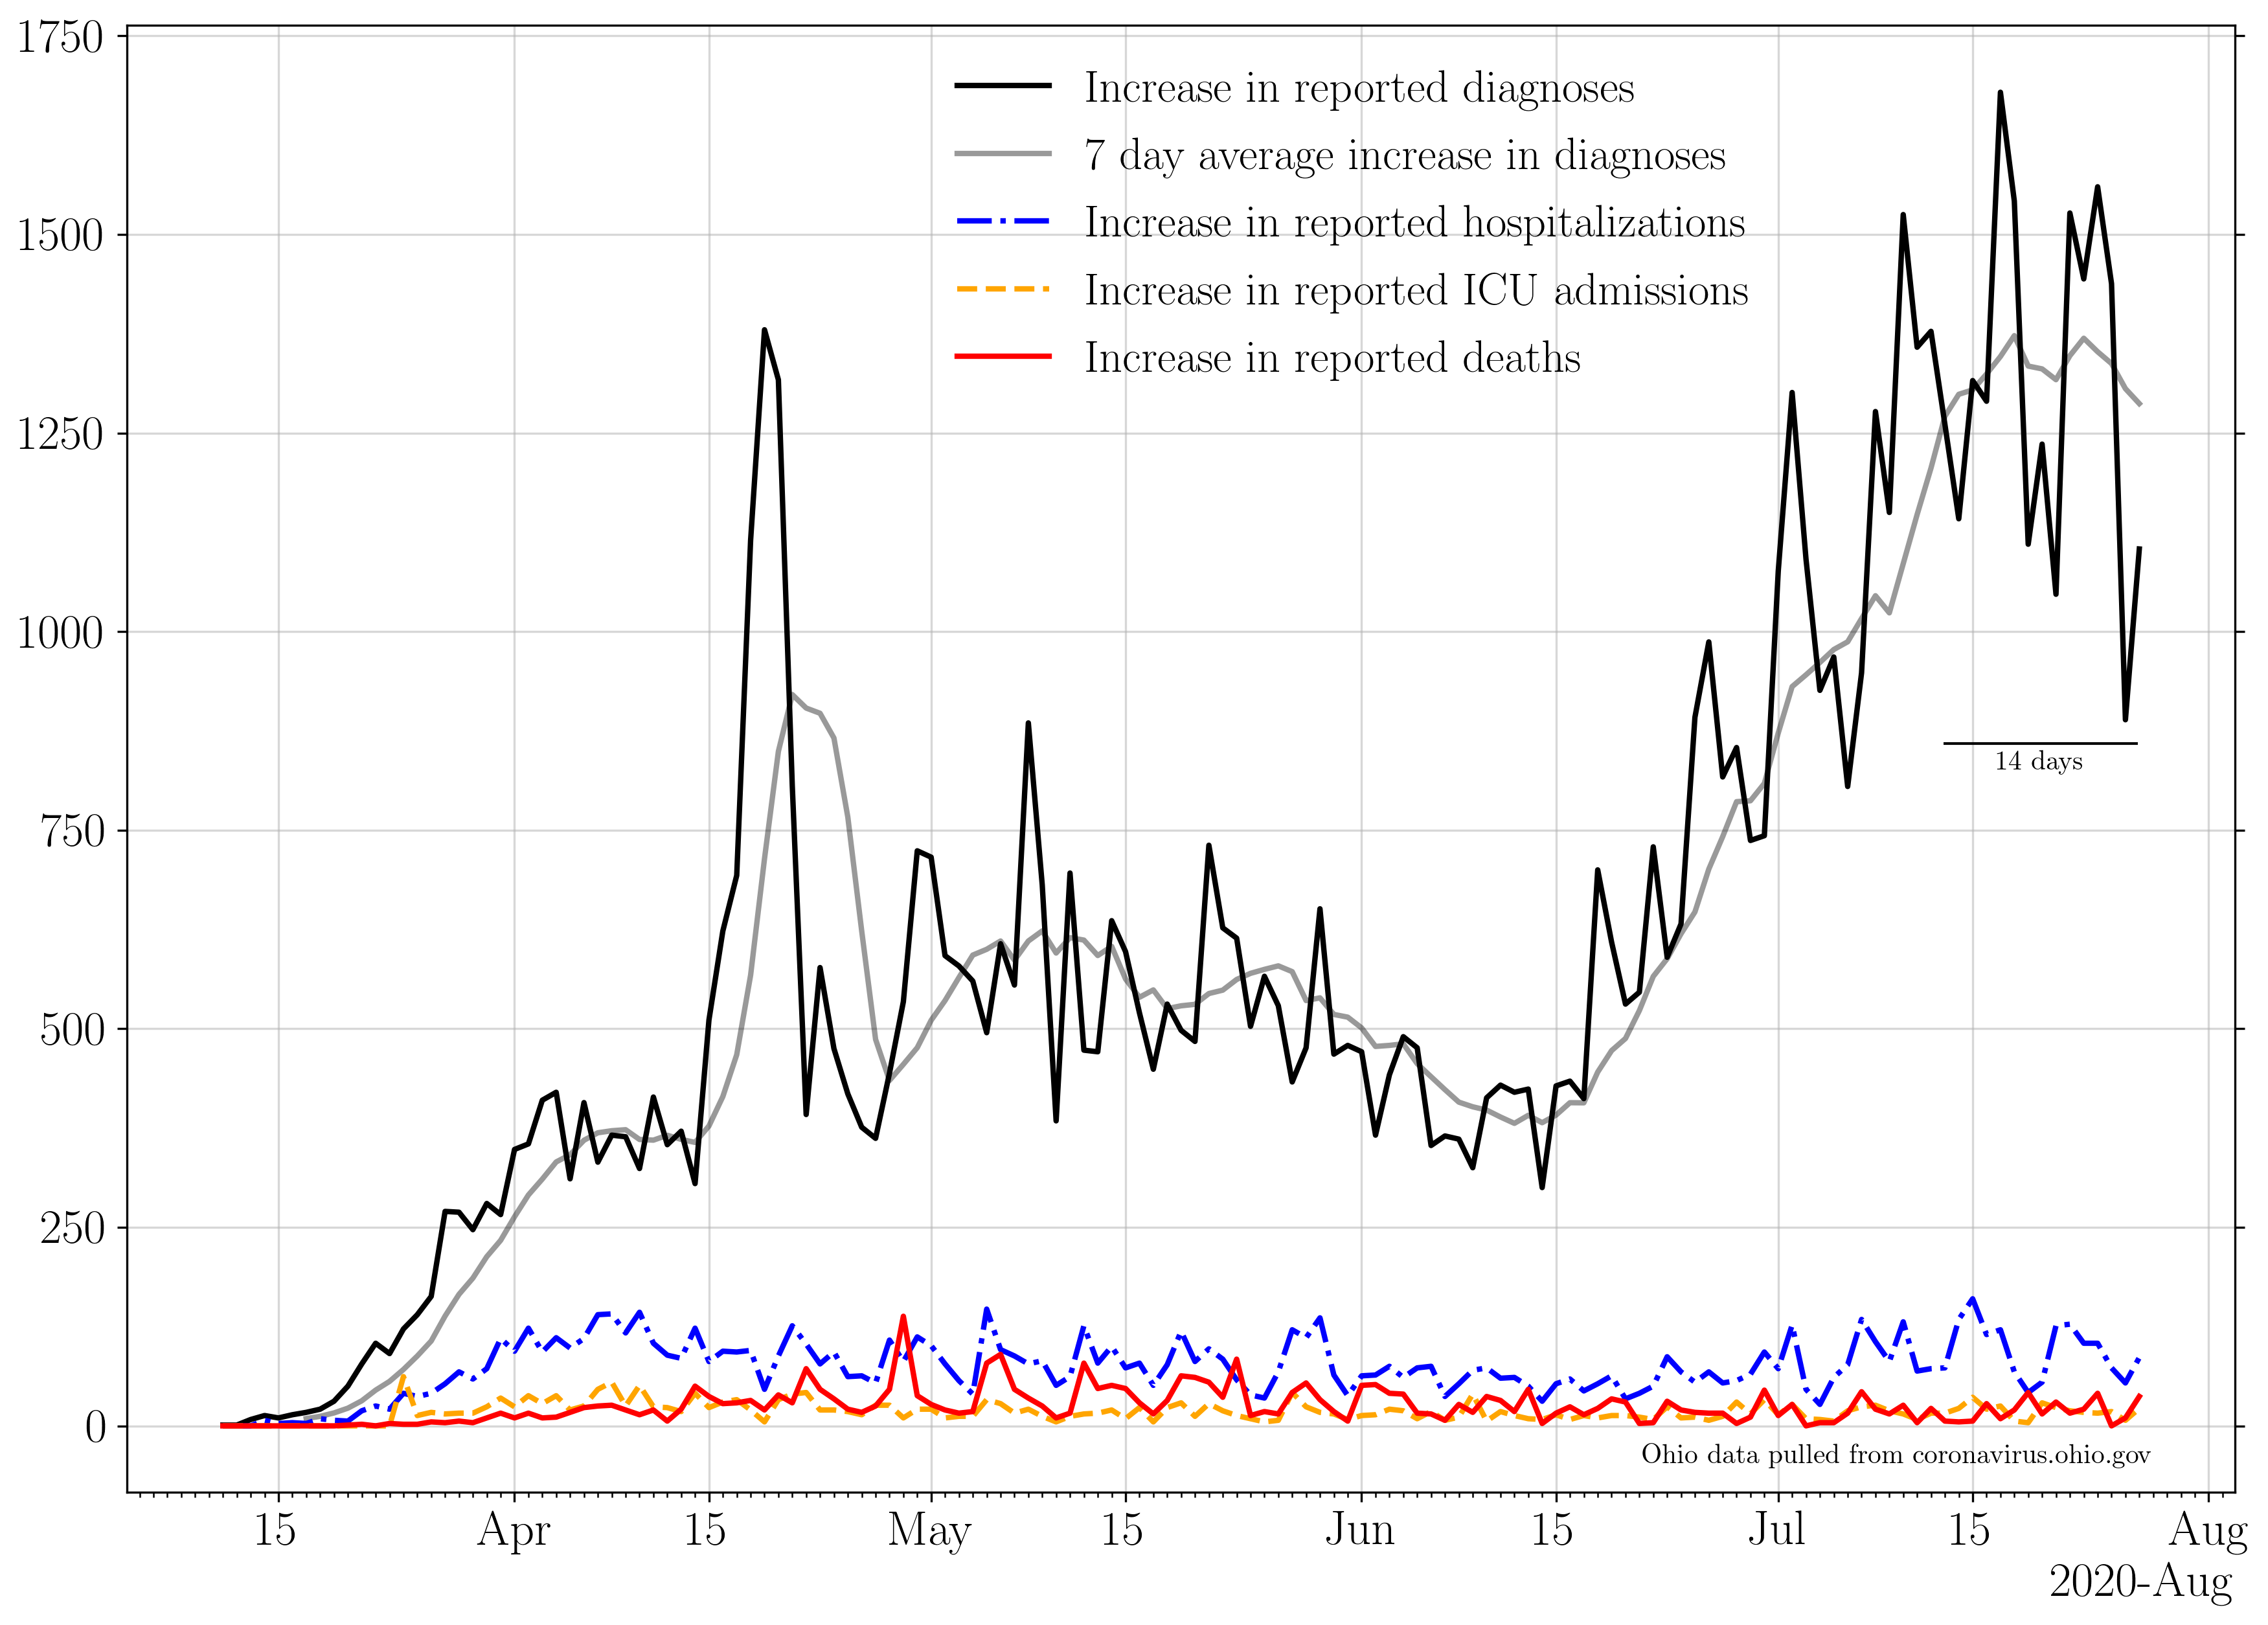 1750
1500
1250
1000
750
500
250
0
Increase in reported diagnoses
7 day average increase in diagnoses
Increase in reported hospitalizations
Increase in reported ICU admissions
Increase in reported deaths
14 days
Ohio data pulled from coronavirus.ohio.gov
15 Apr 15 May 15 Jun 15 Jul 15 Aug
2020-Aug